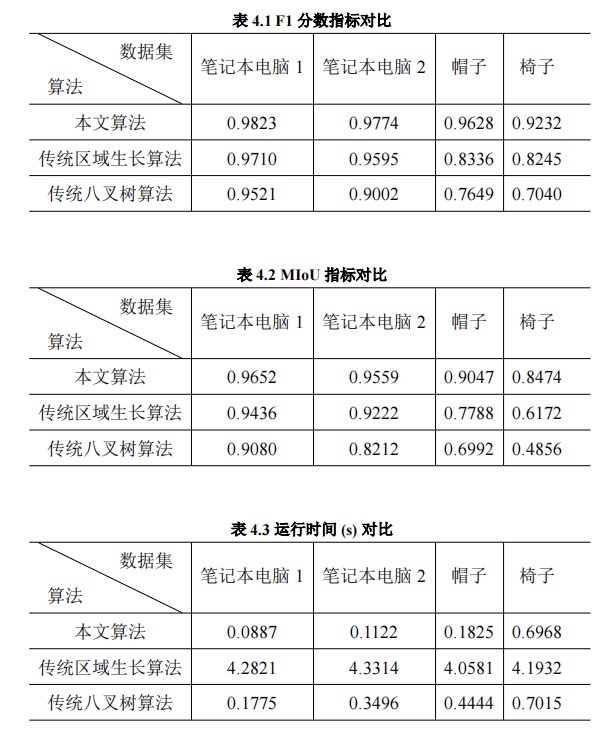 表 4.1 F1 分数指标对比
数据集
算法 笔记本电脑 1 笔记本电脑 2 帽子 椅子
本文算法 0.9823 0.9774 0.9628 0.9232
传统区域生长算法 0.9710 0.9595 0.8336 0.8245
传统八叉树算法 0.9521 0.9002 0.7649 0.7040
表 4.2 MIoU 指标对比
数据集
算法 笔记本电脑 1 笔记本电脑 2 帽子 椅子
本文算法 0.9652 0.9559 0.9047 0.8474
传统区域生长算法 0.9436 0.9222 0.7788 0.6172
传统八叉树算法 0.9080 0.8212 0.6992 0.4856
表 4.3 运行时间 (s) 对比
数据集
算法 笔记本电脑 1 笔记本电脑 2 帽子 椅子
本文算法 0.0887 0.1122 0.1825 0.6968
传统区域生长算法 4.2821 4.3314 4.0581 4.1932
传统八叉树算法 0.1775 0.3496 0.4444 0.7015